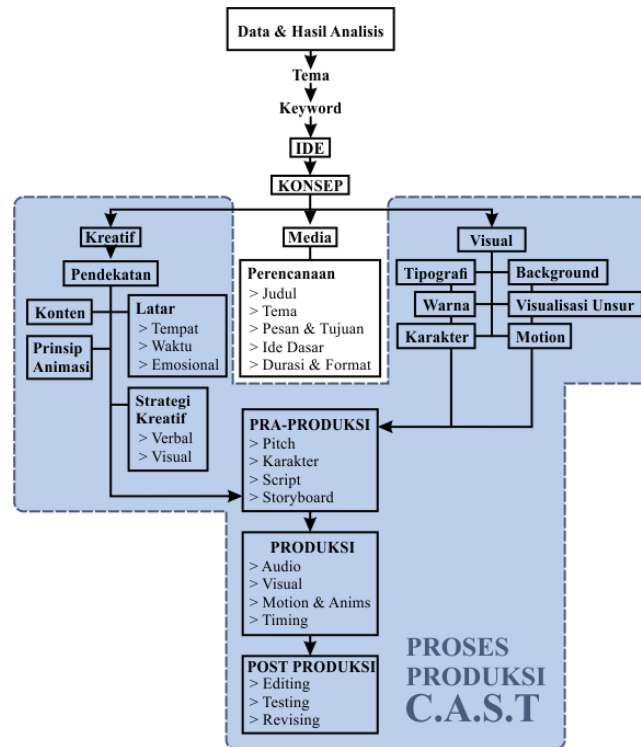 Data & Hasil Analisis
Tema
Keyword
IDE
KONSEP
Kreatif
Pendekatan
Konten
Prinsip
Animasi
Latar
> Tempat
> Waktu
> Emosional
Strategi
Kreatif
> Verbal
> Visual
Media
Perencanaan
> Judul
> Tema
> Pesan & Tujuan
> Ide Dasar
> Durasi & Format
Visual
Tipografi
Background
Warna
Visualisasi Unsur
Karakter
Motion
PRA-PRODUKSI
> Pitch
> Karakter
> Script
> Storyboard
PRODUKSI
> Audio
> Visual
> Motion & Anims
> Timing
POST PRODUKSI
> Editing
> Testing
> Revising
PROSES
PRODUKSI
C.A.S.T